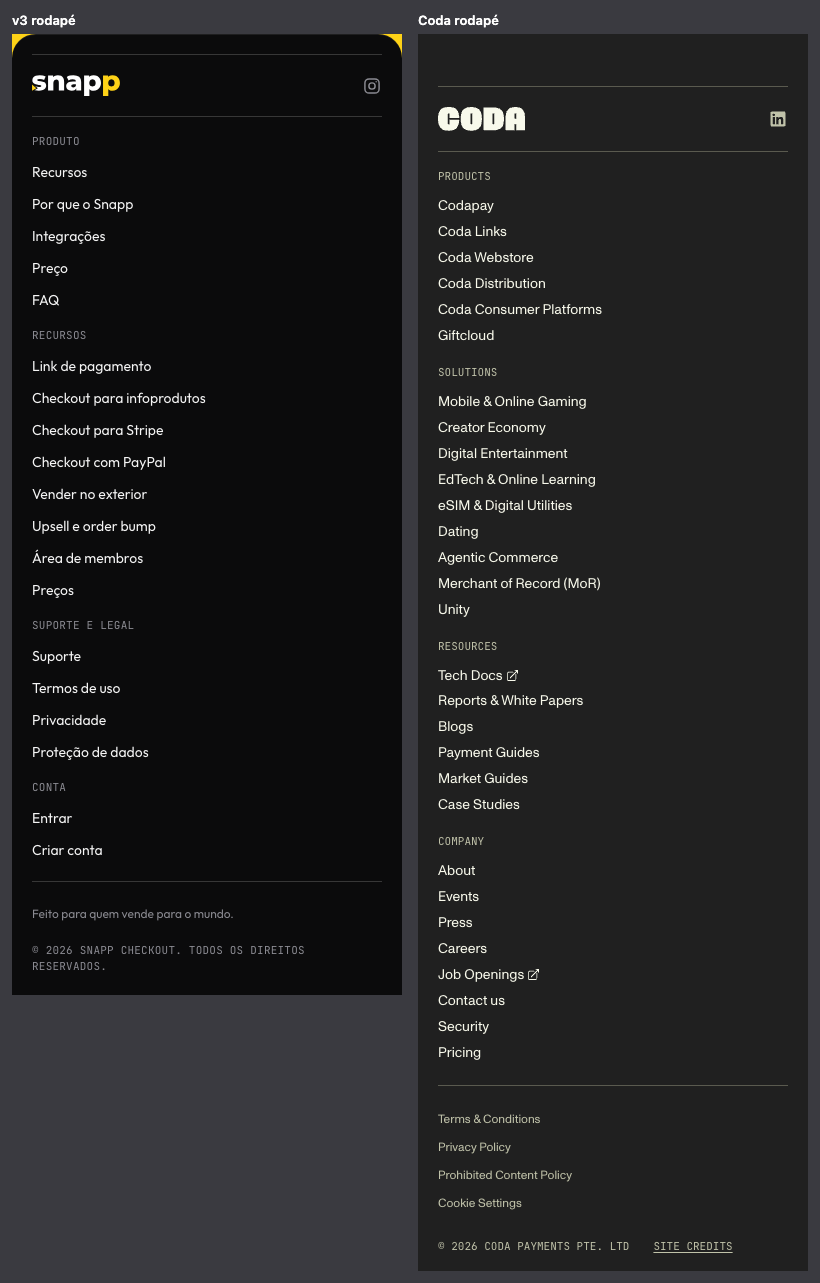 v3 rodapé
snapp
PRODUTO
Recursos
Por que o Snapp
Integrações
Preço
FAQ
RECURSOS
Link de pagamento
Checkout para infoprodutos
Checkout para Stripe
Checkout com PayPal
Vender no exterior
Upsell e order bump
Área de membros
Preços
SUPORTE E LEGAL
Suporte
Termos de uso
Privacidade
Proteção de dados
CONTA
Entrar
Criar conta
Feito para quem vende para o mundo.
© 2026 SNAPP CHECKOUT. TODOS OS DIREITOS
RESERVADOS.
Coda rodapé
CODA
in
PRODUCTS
Codapay
Coda Links
Coda Webstore
Coda Distribution
Coda Consumer Platforms
Giftcloud
SOLUTIONS
Mobile & Online Gaming
Creator Economy
Digital Entertainment
EdTech & Online Learning
eSIM & Digital Utilities
Dating
Agentic Commerce
Merchant of Record (MoR)
Unity
RESOURCES
Tech Docs
Reports & White Papers
Blogs
Payment Guides
Market Guides
Case Studies
COMPANY
About
Events
Press
Careers
Job Openings
Contact us
Security
Pricing
Terms & Conditions
Privacy Policy
Prohibited Content Policy
Cookie Settings
© 2026 CODA PAYMENTS PTE. LTD SITE CREDITS